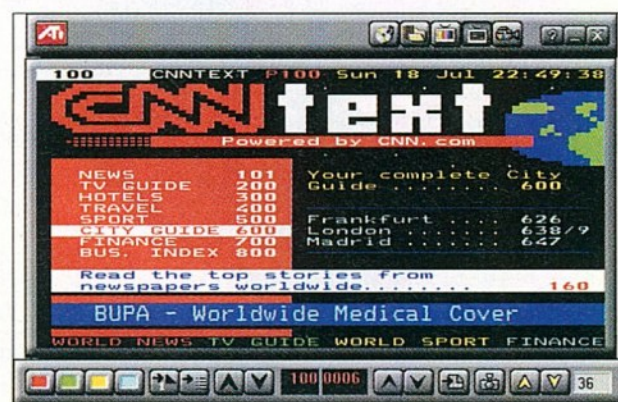 ATi
100 CNNTEXT P100 Sun 18 Jul 22:49:38
CNN text
Powered by CNN.com
NEWS 101
TV GUIDE 200
HOTELS 300
TRAVEL 400
SPORT 500
CITY GUIDE 600
FINANCE 700
BUS. INDEX 800
Your complete City
Guide ........ 600
Frankfurt .... 626
London ....... 638/9
Madrid ....... 647
Read the top stories from
newspapers worldwide........ 160
BUPA - Worldwide Medical Cover
WORLD NEWS TV GUIDE WORLD SPORT FINANCE
100 0006
36